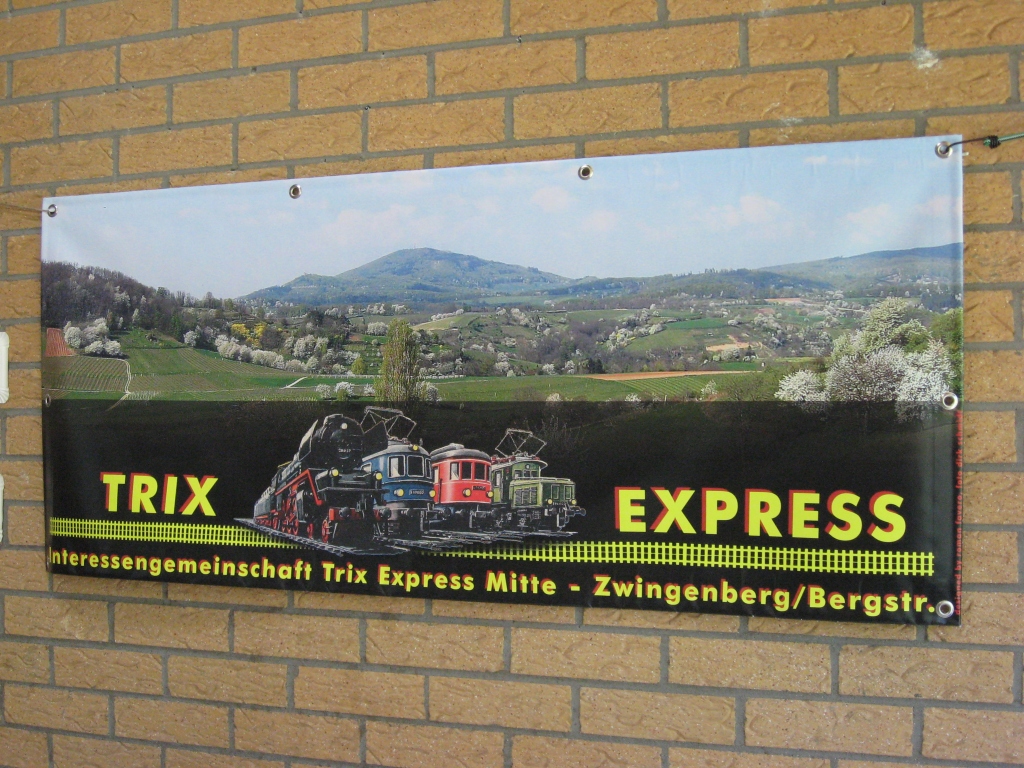 TRIX EXPRESS
Interessengemeinschaft Trix Express Mitte - Zwingenberg/Bergstr.